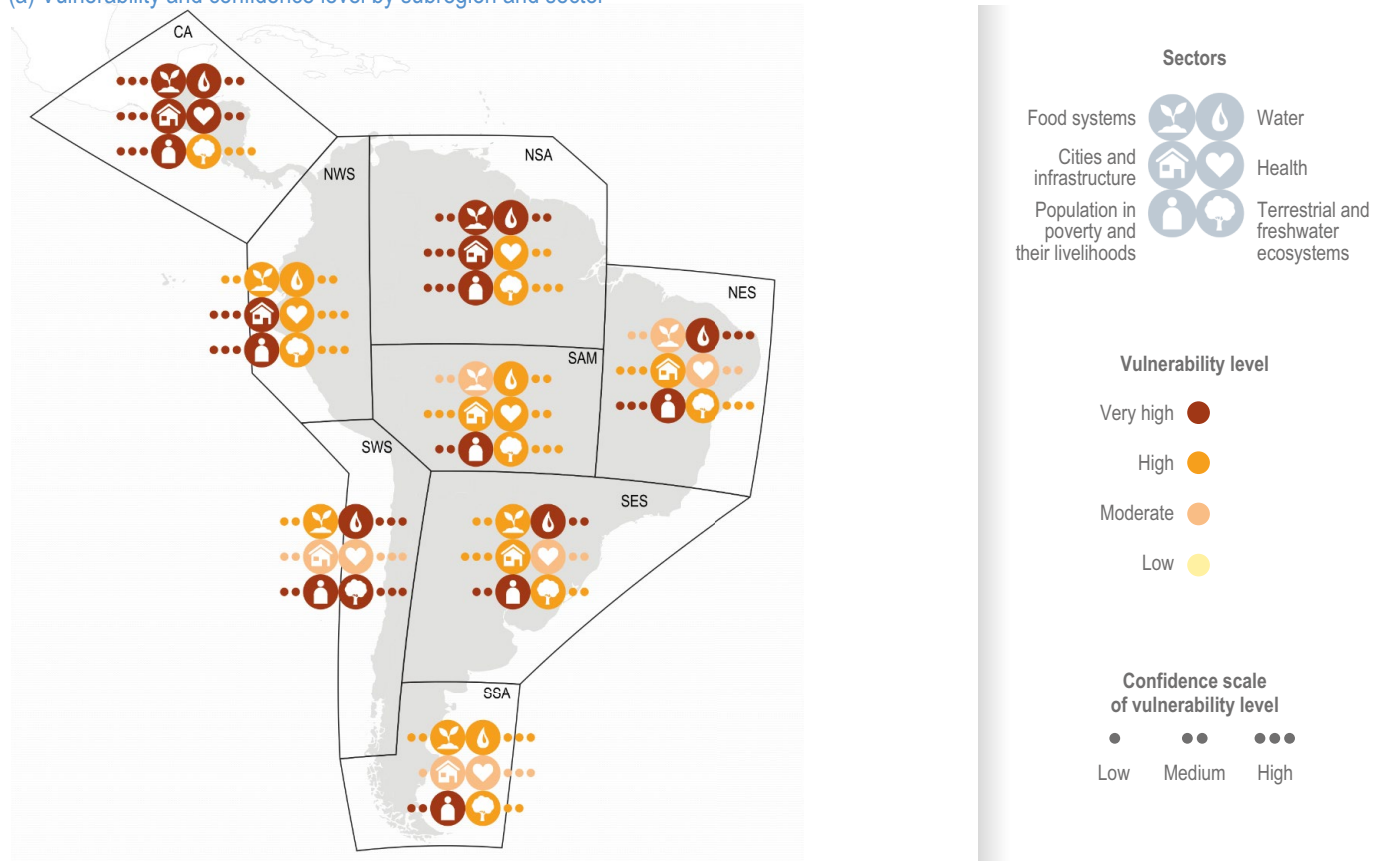 (a) Vulnerability and confidence level by subregion and sector
CA
NWS
NSA
NES
SAM
SWS
SES
SSA
Sectors
Food systems
Water
Cities and
infrastructure
Health
Population in
poverty and
their livelihoods
Terrestrial and
freshwater
ecosystems
Vulnerability level
Very high
High
Moderate
Low
Confidence scale
of vulnerability level
Low
Medium
High